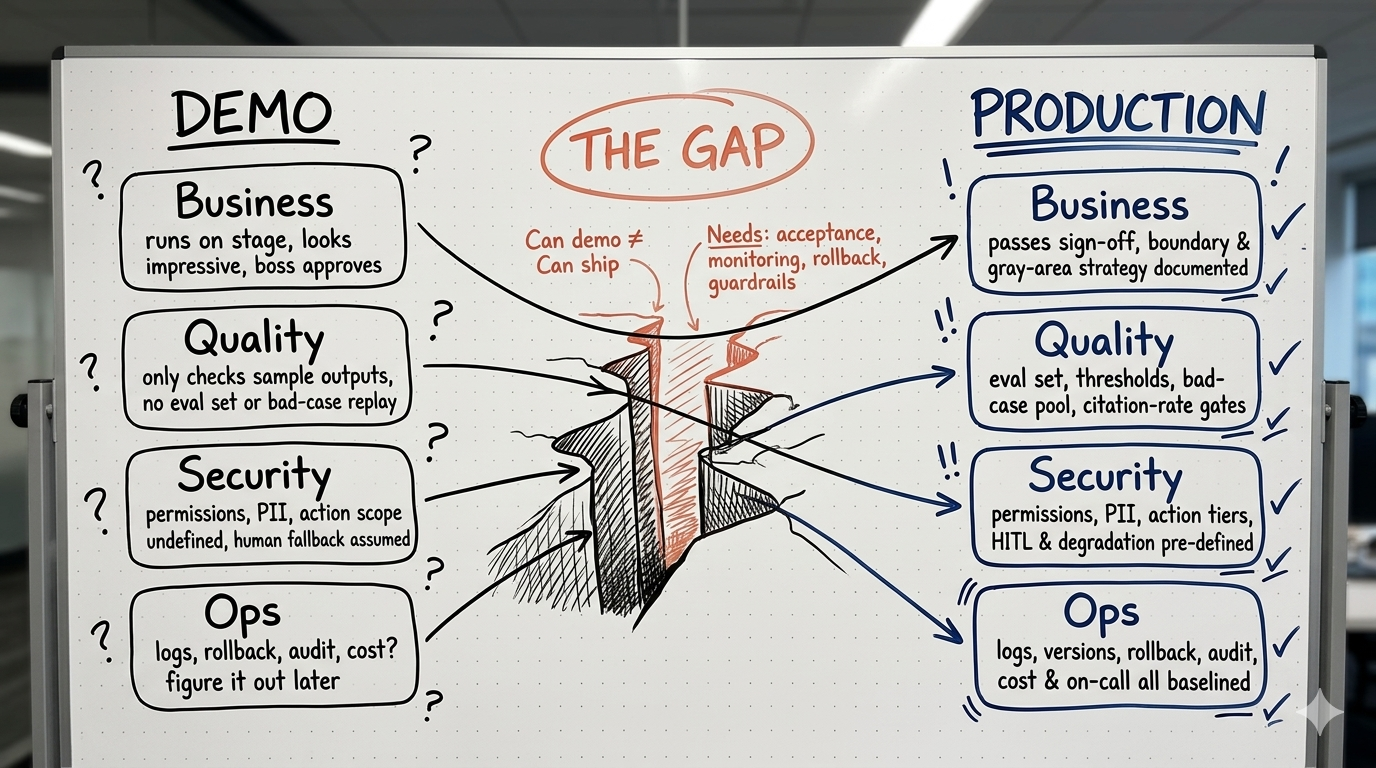 DEMO
Business
runs on stage, looks
impressive, boss approves
Quality
only checks sample outputs,
no eval set or bad-case replay
Security
permissions, PII, action scope
undefined, human fallback assumed
Ops
logs, rollback, audit, cost?
figure it out later
THE GAP
Can demo ≠
Can ship
Needs: acceptance,
monitoring, rollback,
guardrails
PRODUCTION
Business
passes sign-off, boundary &
gray-area strategy documented
Quality
eval set, thresholds, bad-
case pool, citation-rate gates
Security
permissions, PII, action tiers,
HITL & degradation pre-defined
Ops
logs, versions, rollback, audit,
cost & on-call all baselined